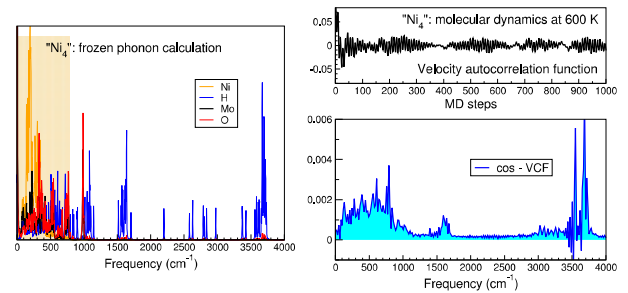 "Ni4": frozen phonon calculation
Ni
H
Mo
O
0 500 1000 1500 2000 2500 3000 3500 4000
Frequency (cm-1)
"Ni4": molecular dynamics at 600 K
0.05
0
-0.05
Velocity autocorrelation function
0 100 200 300 400 500 600 700 800 900 1000
MD steps
0.006
0.004
0.002
0
cos - VCF
0 500 1000 1500 2000 2500 3000 3500 4000
Frequency (cm-1)